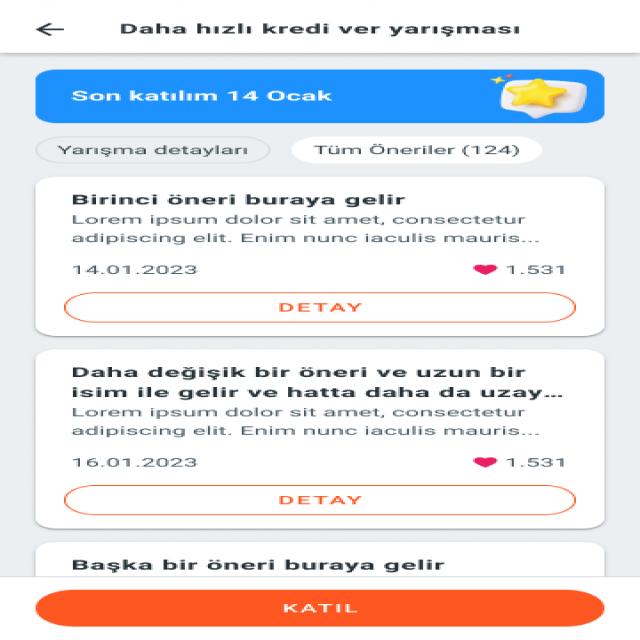 Daha hızlı kredi ver yarışması
Son katılım 14 Ocak
Yarışma detayları
Tüm Öneriler (124)
Birinci öneri buraya gelir
Lorem ipsum dolor sit amet, consectetur
adipiscing elit. Enim nunc iaculis mauris...
14.01.2023
1.531
DETAY
Daha değişik bir öneri ve uzun bir
isim ile gelir ve hatta daha da uzay...
Lorem ipsum dolor sit amet, consectetur
adipiscing elit. Enim nunc iaculis mauris...
16.01.2023
1.531
DETAY
Başka bir öneri buraya gelir
KATIL